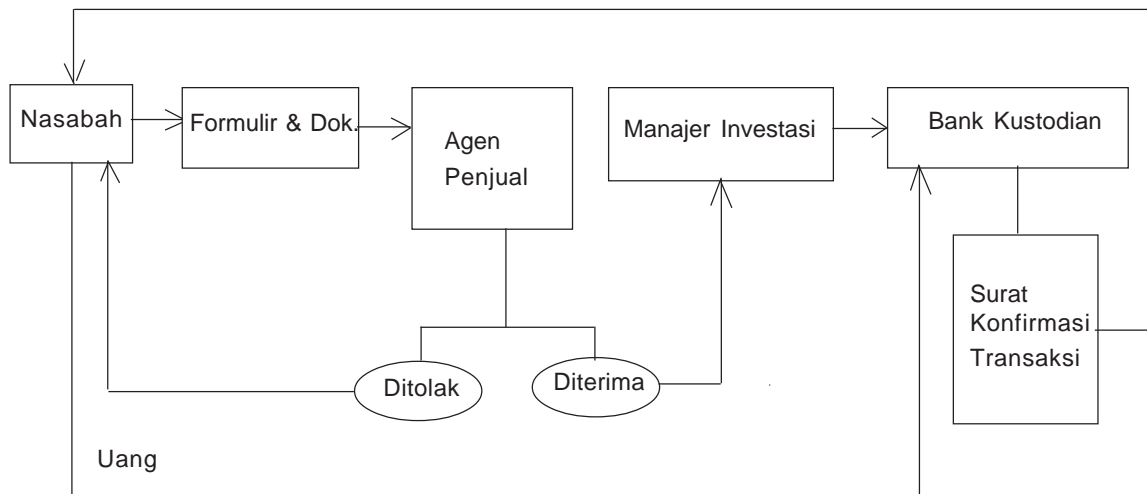 Nasabah
Formulir & Dok.
Agen
Penjual
Manajer Investasi
Bank Kustodian
Surat
Konfirmasi
Transaksi
Ditolak
Diterima
Uang